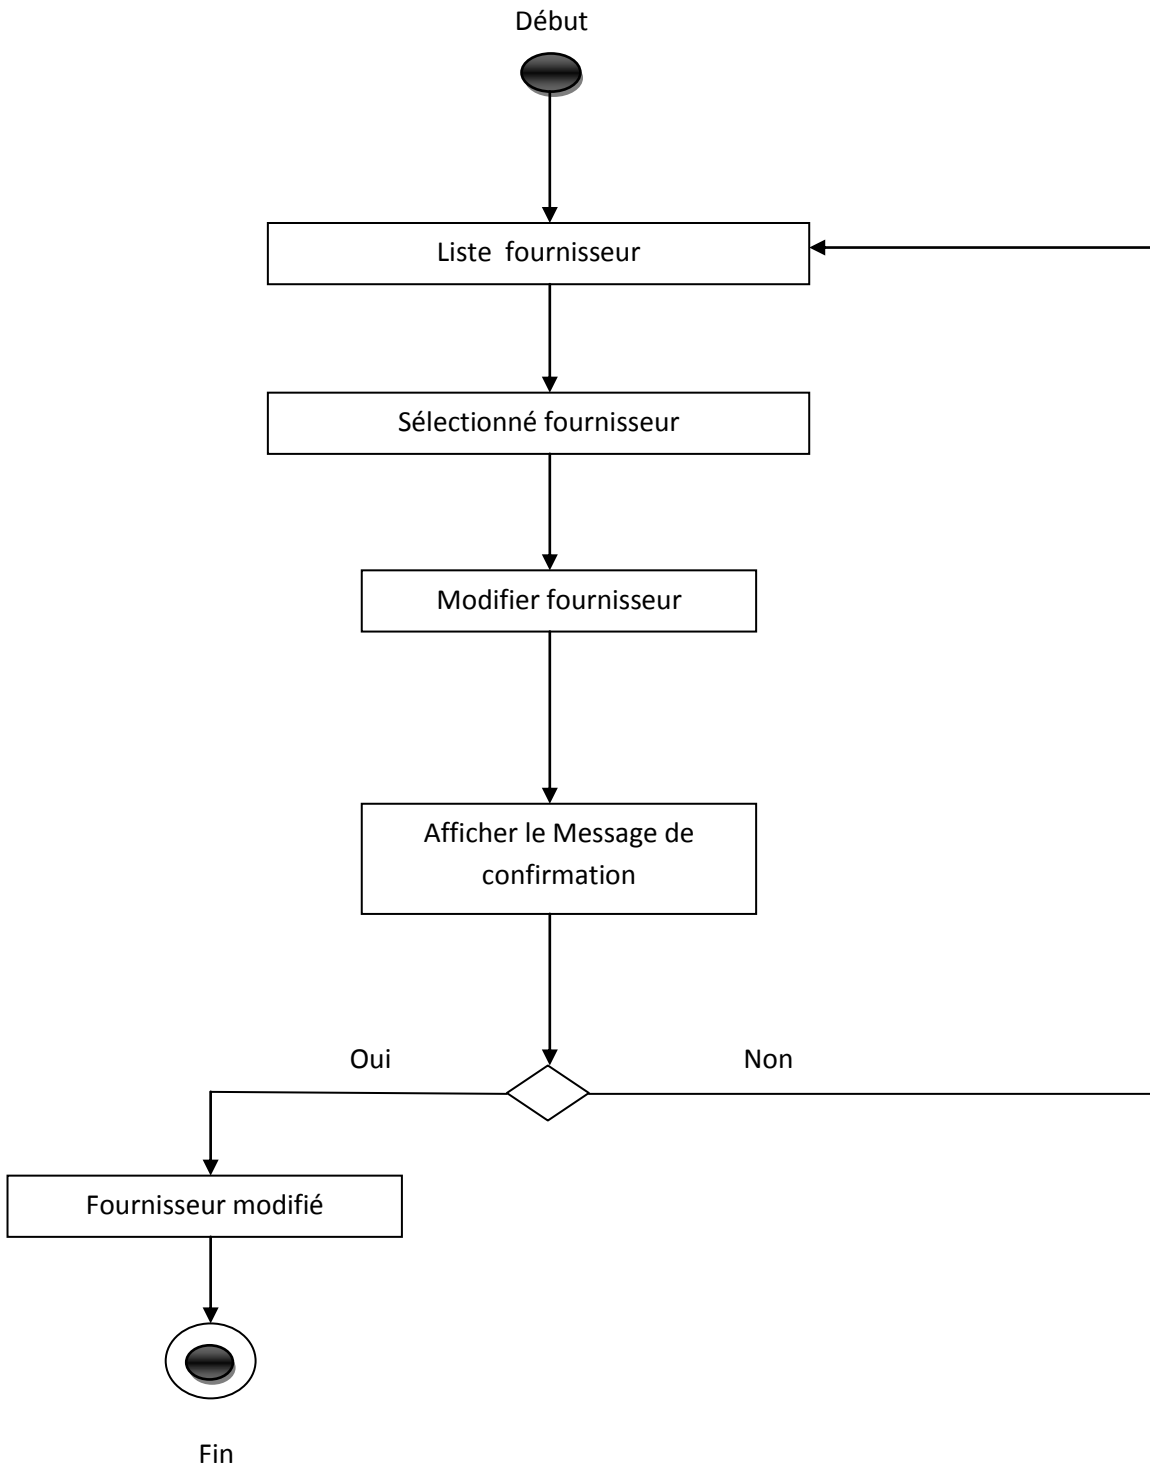 Début
Liste  fournisseur
Sélectionné fournisseur
Modifier fournisseur
Afficher le Message de
confirmation
Oui
Non
Fournisseur modifié
Fin